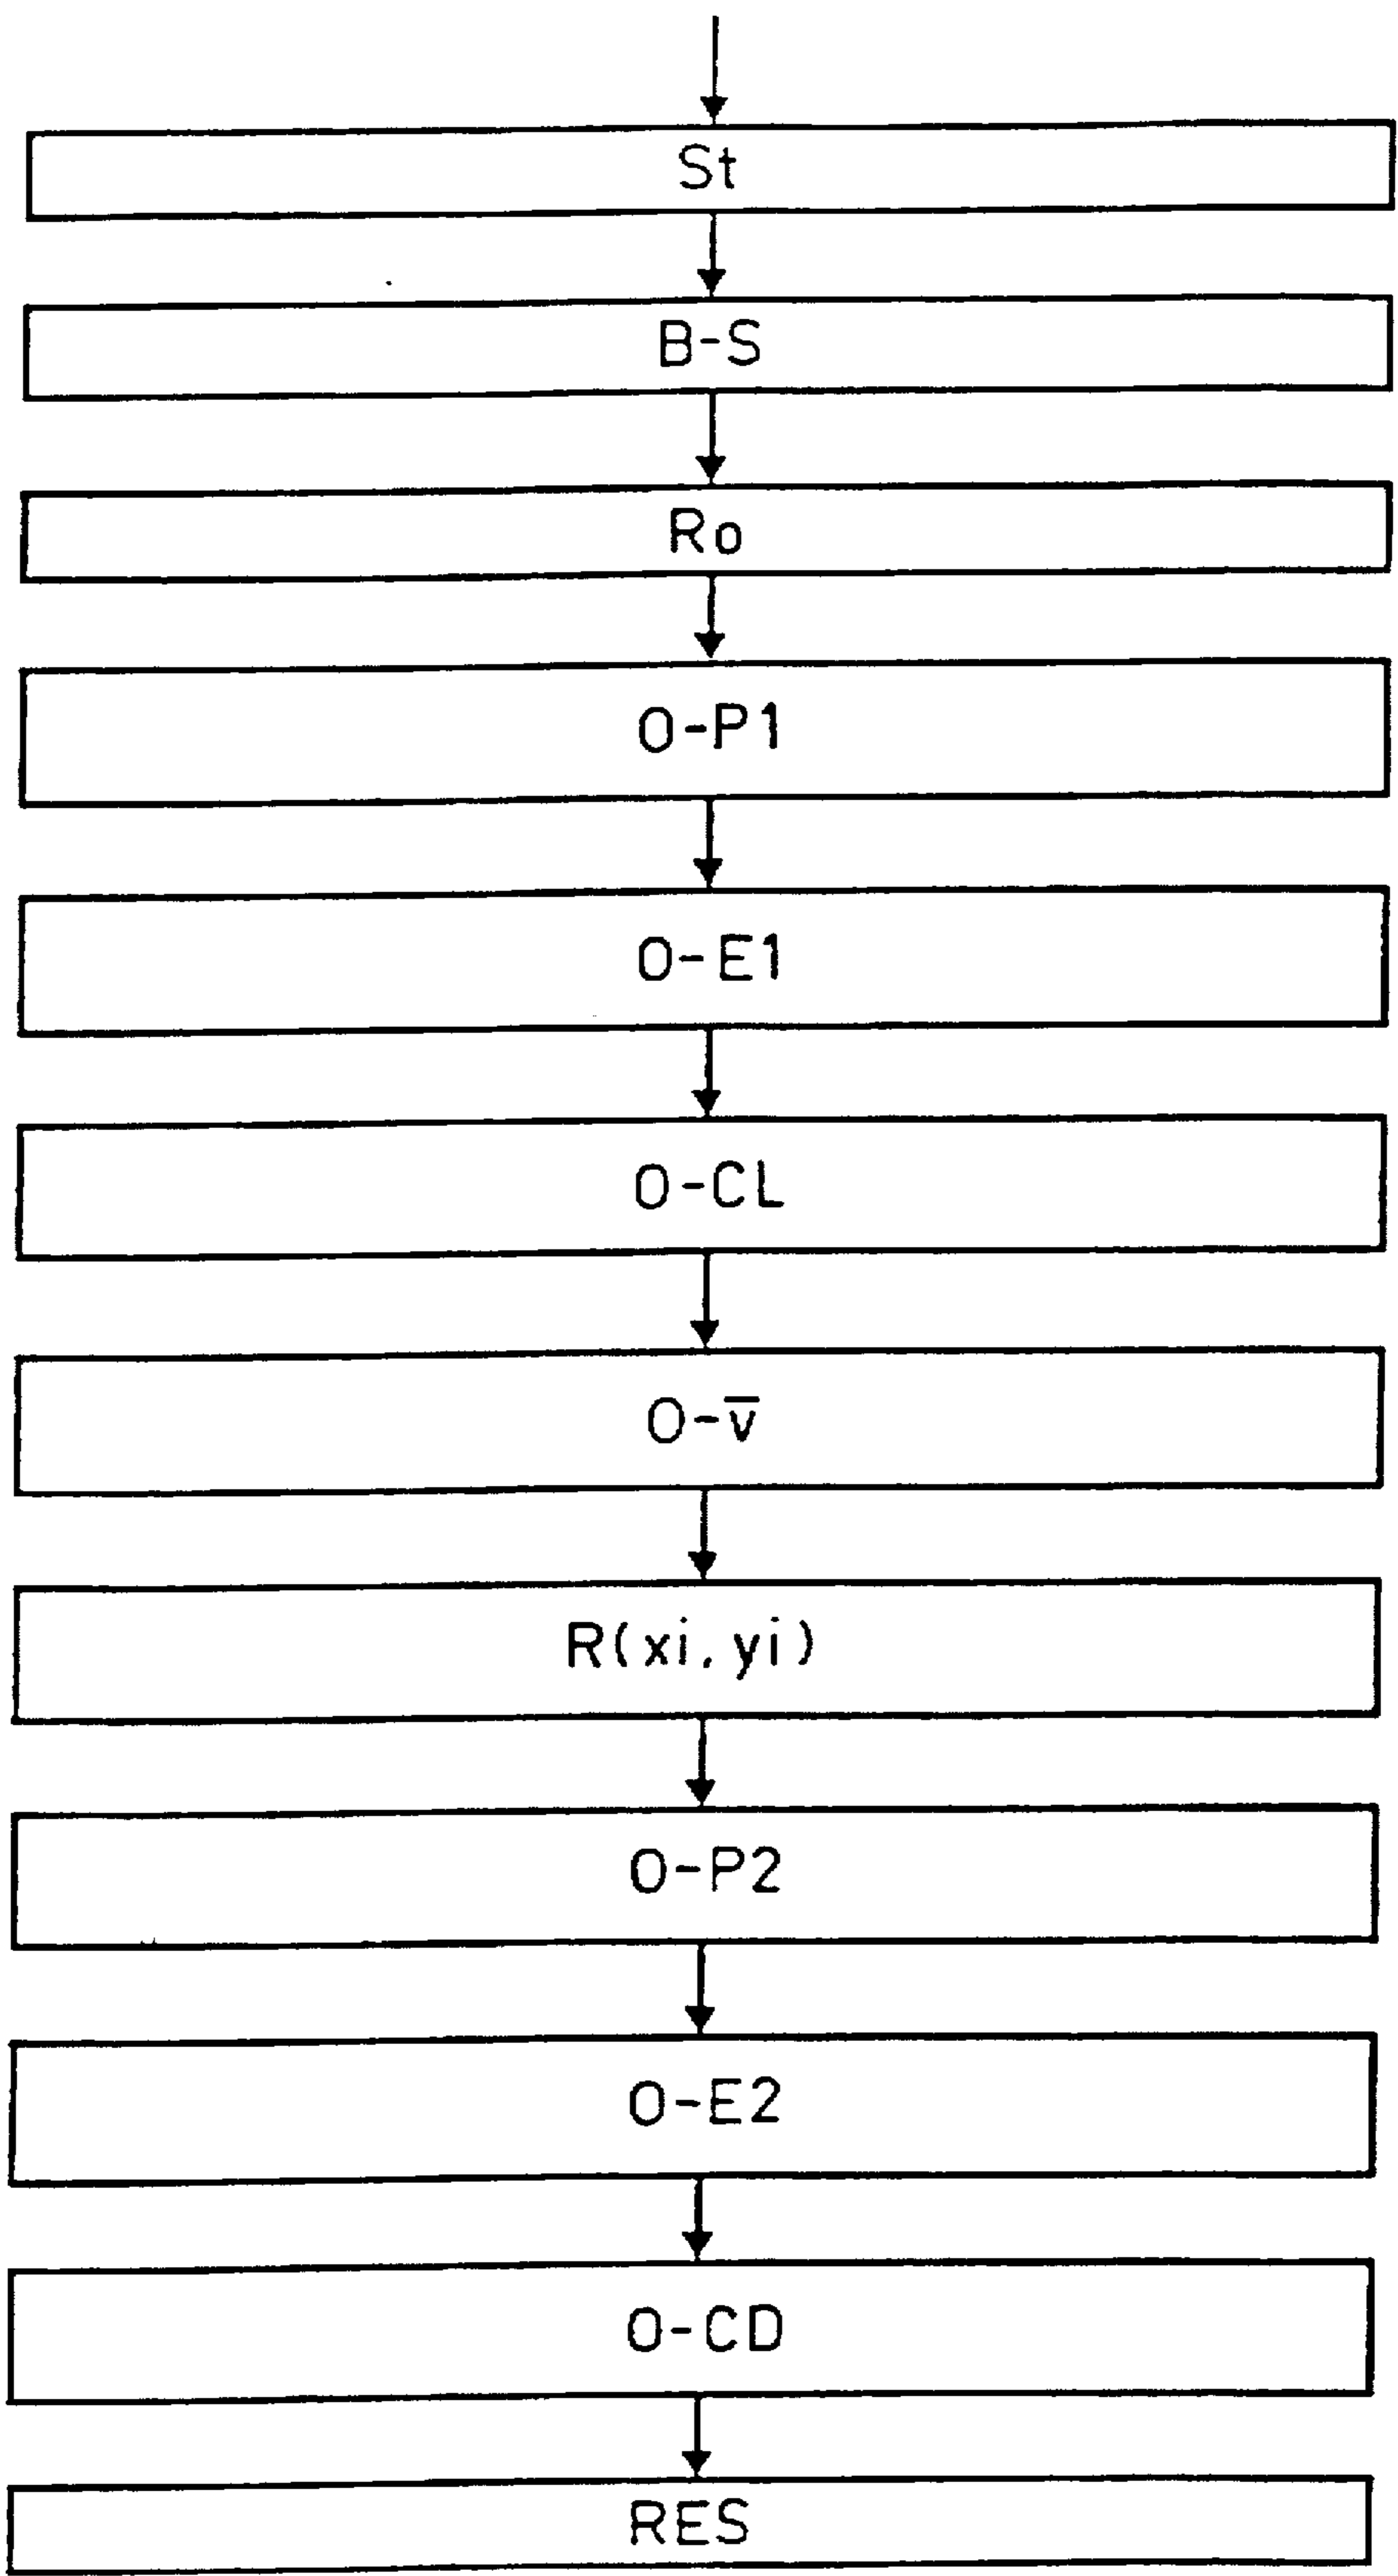 St
B-S
Ro
O-P1
O-E1
O-CL
O-v̅
R(xi, yi)
O-P2
O-E2
O-CD
RES